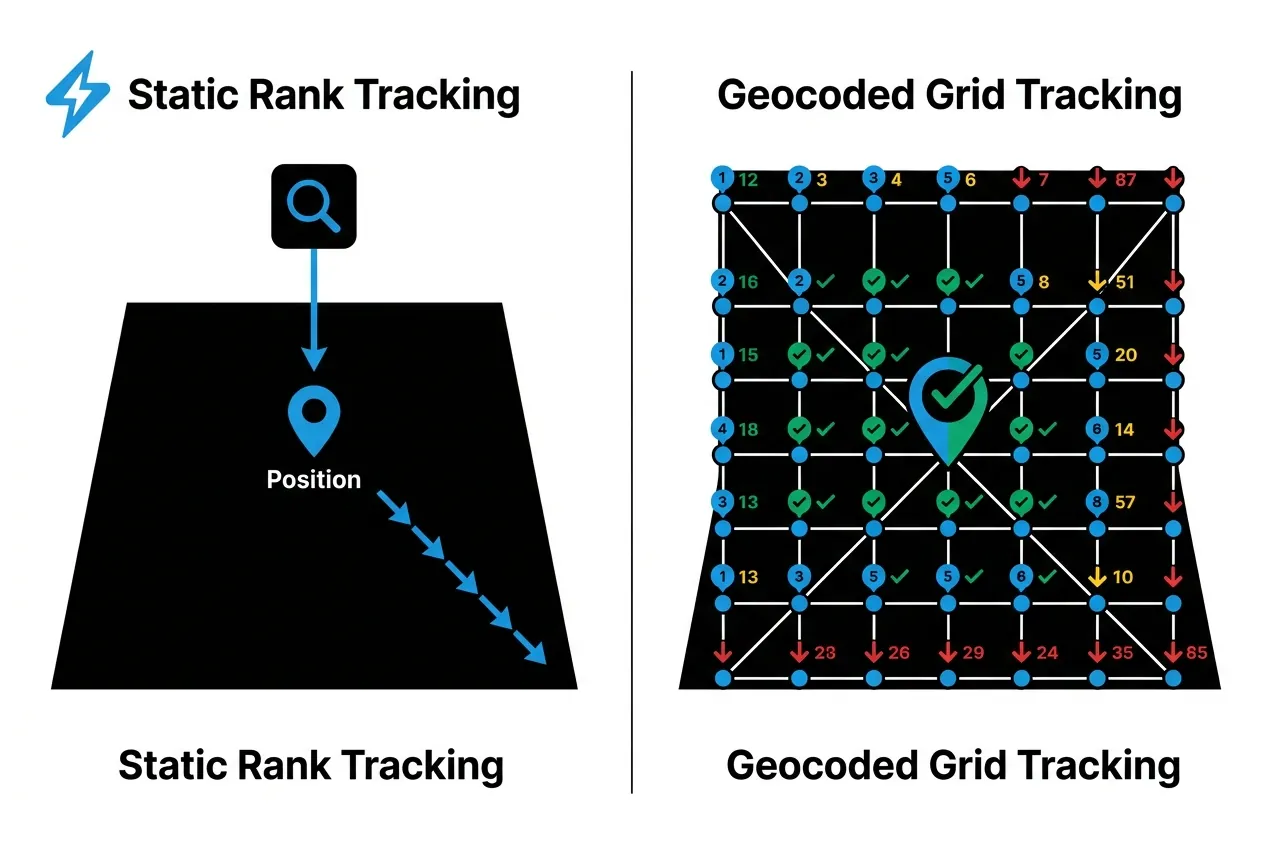 Static Rank Tracking
Geocoded Grid Tracking
Position
1 12 2 3 3 4 5 6 7 87
2 16 2 5 8 51
1 15 5 20
4 18 6 14
3 13 8 57
1 13 3 5 5 6 10
23 26 29 24 35 85
Static Rank Tracking
Geocoded Grid Tracking